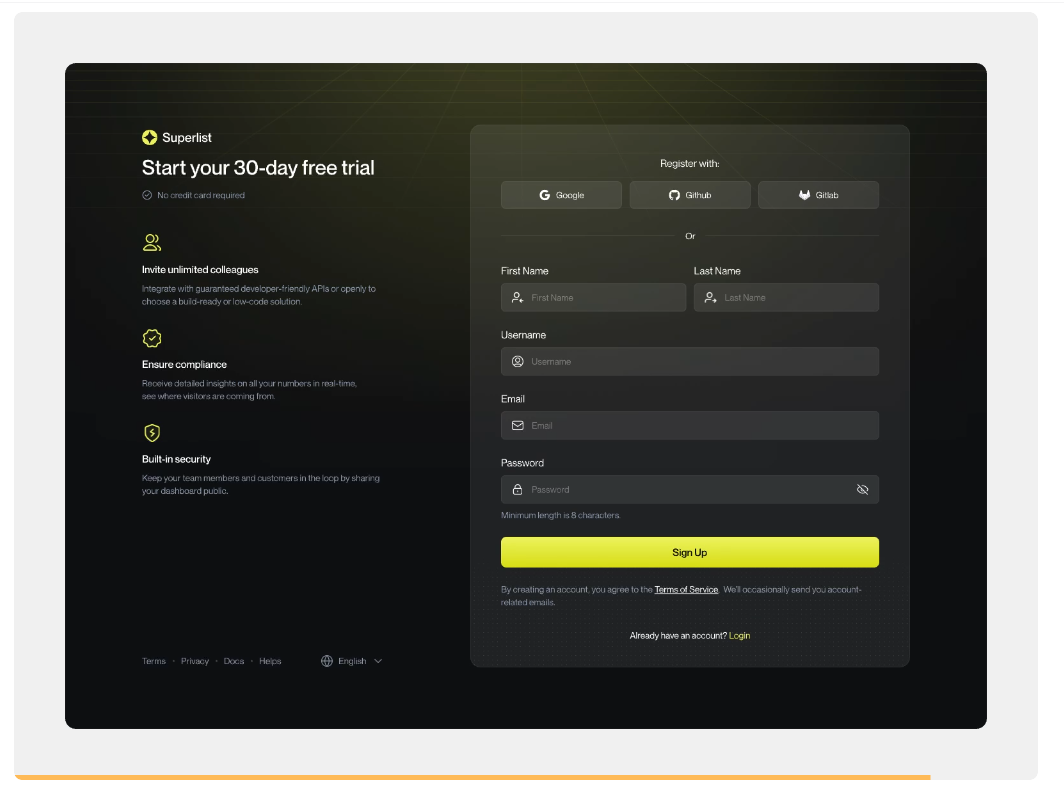 Superlist
Start your 30-day free trial
No credit card required
Invite unlimited colleagues
Integrate with guaranteed developer-friendly APIs or openly to
choose a build-ready or low-code solution.
Ensure compliance
Receive detailed insights on all your numbers in real-time,
see where visitors are coming from.
Built-in security
Keep your team members and customers in the loop by sharing
your dashboard public.
Terms · Privacy · Docs · Helps
English
Register with:
Google
Github
Gitlab
Or
First Name
Last Name
First Name
Last Name
Username
Username
Email
Email
Password
Password
Minimum length is 8 characters.
Sign Up
By creating an account, you agree to the Terms of Service. We'll occasionally send you account-
related emails.
Already have an account? Login